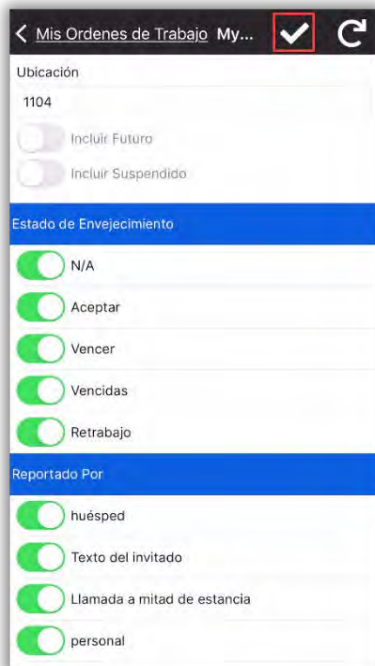 Mis Ordenes de Trabajo My...
Ubicación
1104
Incluir Futuro
Incluir Suspendido
Estado de Envejecimiento
N/A
Aceptar
Vencer
Vencidas
Retrabajo
Reportado Por
huésped
Texto del invitado
Llamada a mitad de estancia
personal